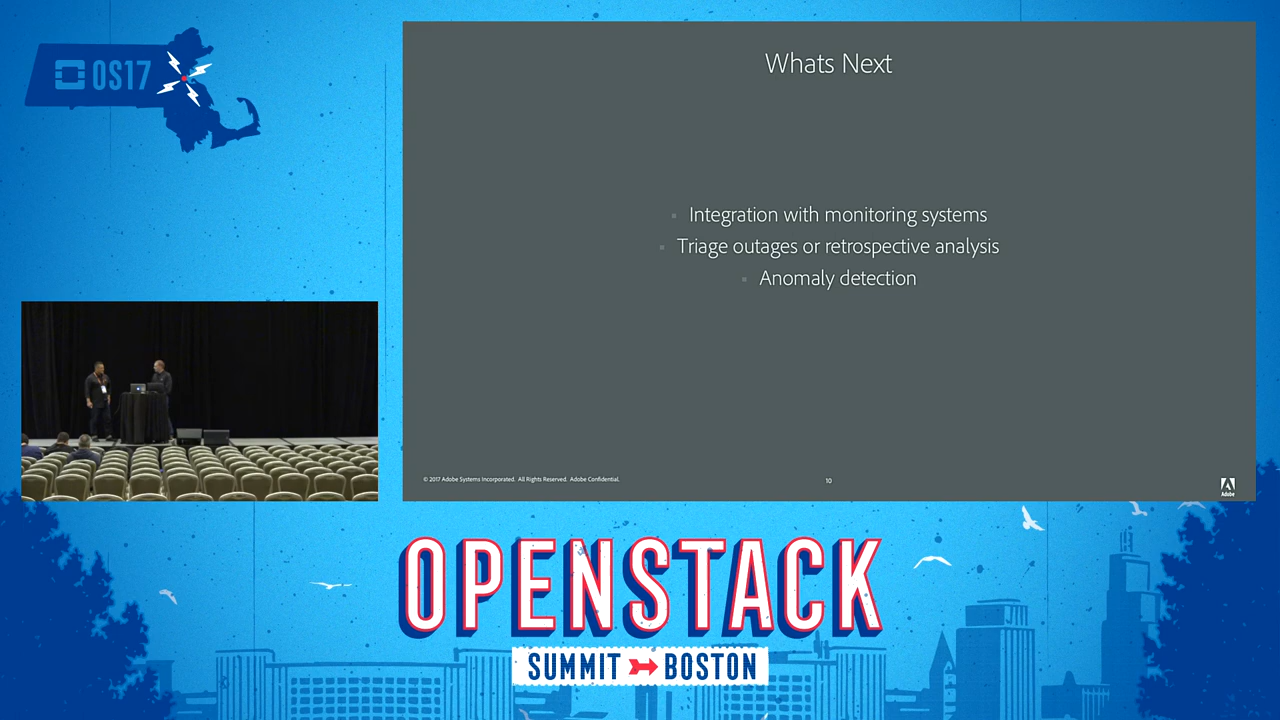 OS17
Whats Next
Integration with monitoring systems
Triage outages or retrospective analysis
Anomaly detection
© 2017 Adobe Systems Incorporated. All Rights Reserved. Adobe Confidential.
10
Adobe
OPENSTACK
SUMMIT BOSTON